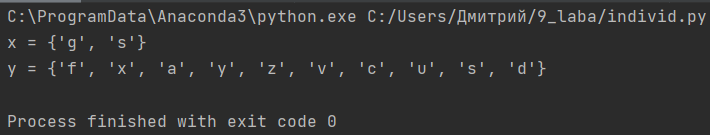 C:\ProgramData\Anaconda3\python.exe C:/Users/Дмитрий/9_laba/individ.py
x = {'g', 's'}
y = {'f', 'x', 'a', 'y', 'z', 'v', 'c', 'u', 's', 'd'}
Process finished with exit code 0